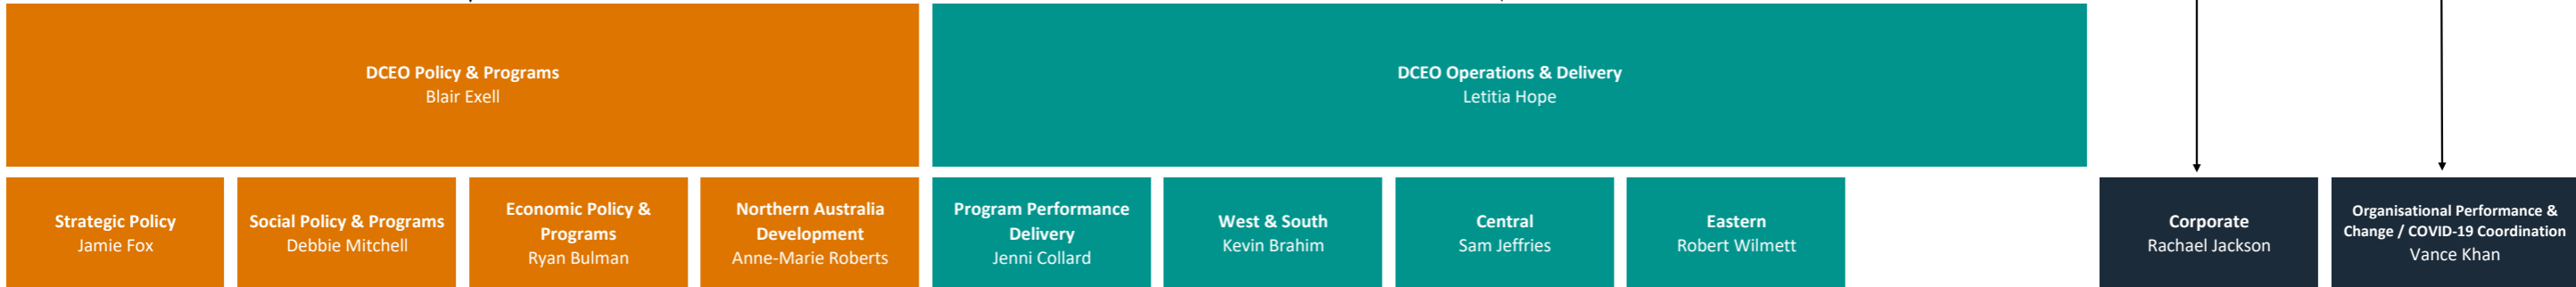 DCEO Policy & Programs
Blair Exell
DCEO Operations & Delivery
Letitia Hope
Strategic Policy
Jamie Fox
Social Policy & Programs
Debbie Mitchell
Economic Policy &
Programs
Ryan Bulman
Northern Australia
Development
Anne-Marie Roberts
Program Performance
Delivery
Jenni Collard
West & South
Kevin Brahim
Central
Sam Jeffries
Eastern
Robert Wilmett
Corporate
Rachael Jackson
Organisational Performance &
Change / COVID-19 Coordination
Vance Khan